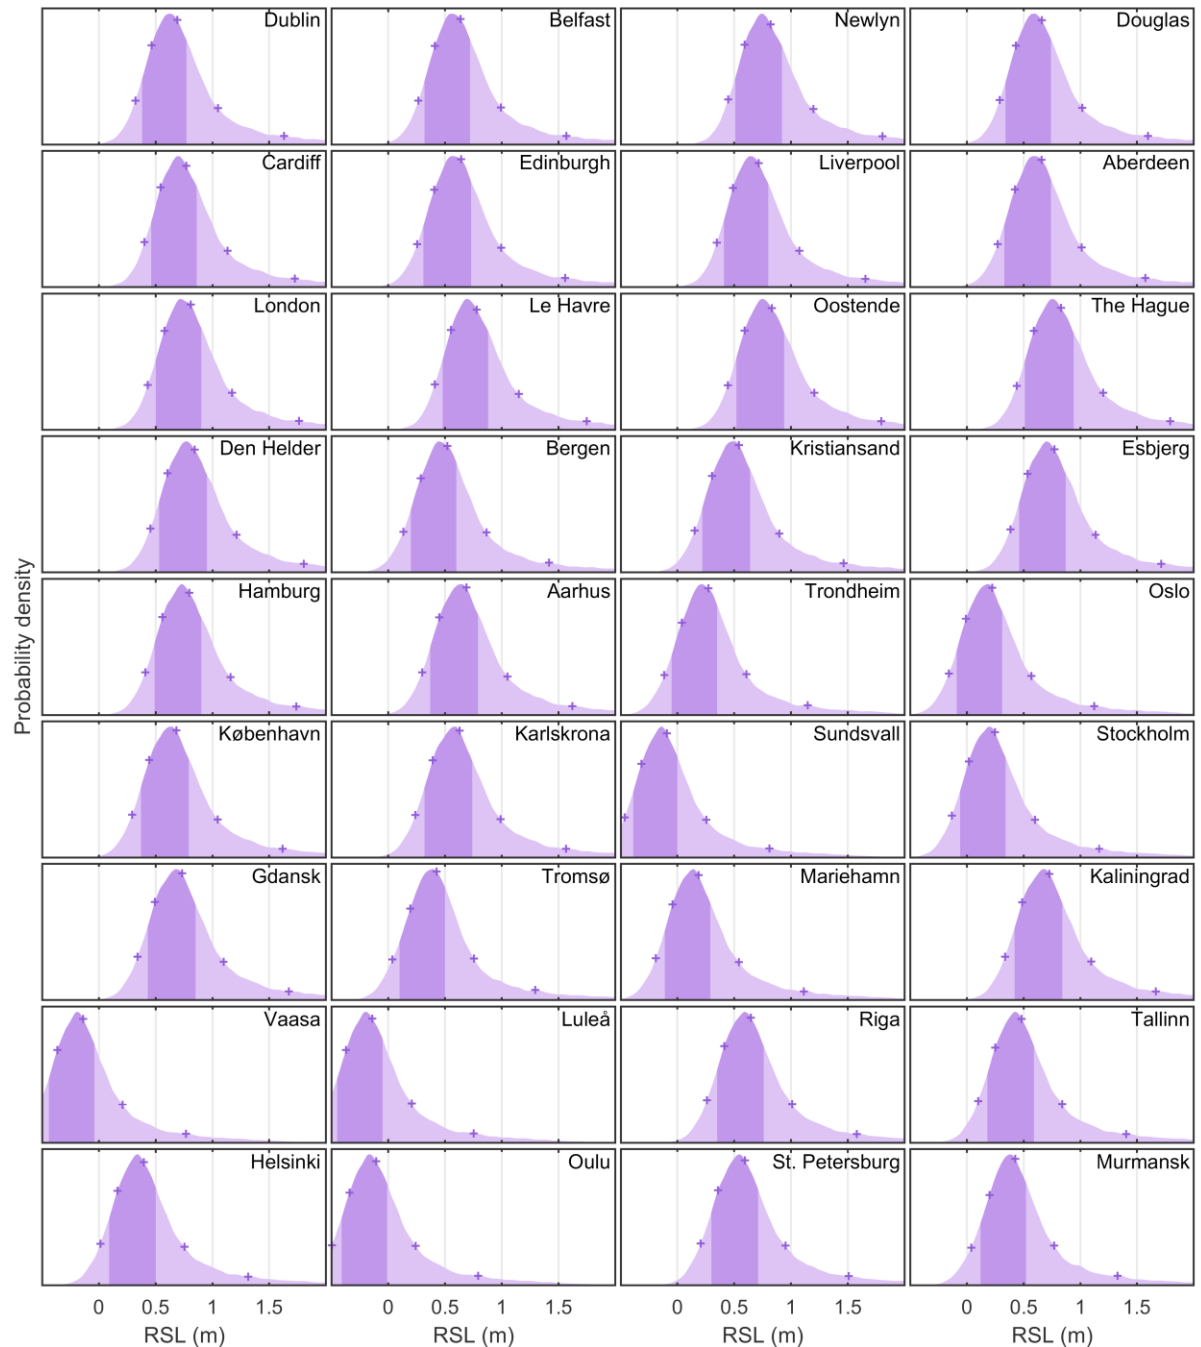 Dublin
Belfast
Newlyn
Douglas
Cardiff
Edinburgh
Liverpool
Aberdeen
London
Le Havre
Oostende
The Hague
Den Helder
Bergen
Kristiansand
Esbjerg
Hamburg
Aarhus
Trondheim
Oslo
København
Karlskrona
Sundsvall
Stockholm
Gdansk
Tromsø
Mariehamn
Kaliningrad
Vaasa
Luleå
Riga
Tallinn
Helsinki
Oulu
St. Petersburg
Murmansk
Probability density
0 0.5 1 1.5
0 0.5 1 1.5
0 0.5 1 1.5
0 0.5 1 1.5
RSL (m)
RSL (m)
RSL (m)
RSL (m)